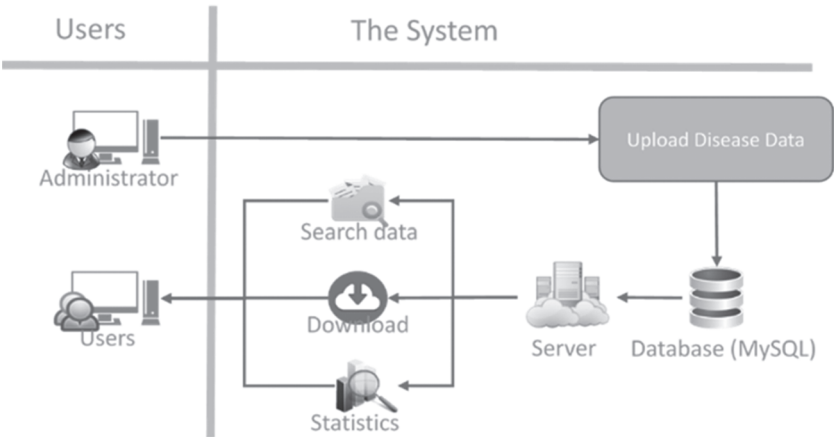 Users
The System
Administrator
Upload Disease Data
Search data
Users
Download
Server
Database (MySQL)
Statistics